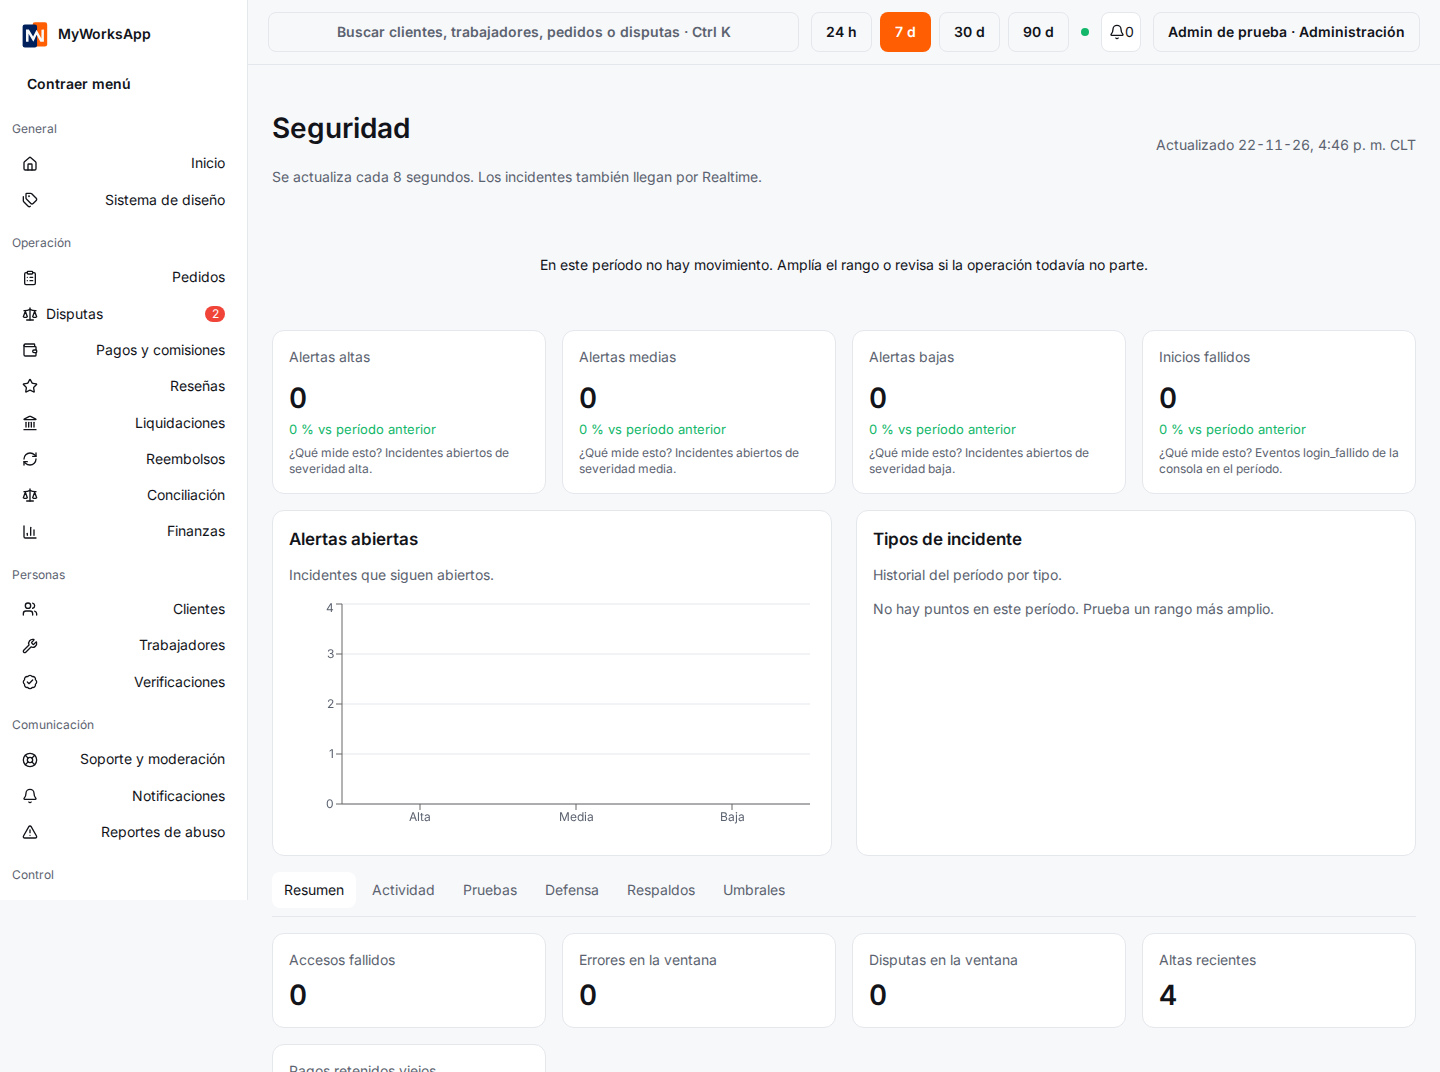 MyWorksApp
Contraer menú
General
Inicio
Sistema de diseño
Operación
Pedidos
Disputas 2
Pagos y comisiones
Reseñas
Liquidaciones
Reembolsos
Conciliación
Finanzas
Personas
Clientes
Trabajadores
Verificaciones
Comunicación
Soporte y moderación
Notificaciones
Reportes de abuso
Control
Buscar clientes, trabajadores, pedidos o disputas · Ctrl K
24 h
7 d
30 d
90 d
0
Admin de prueba · Administración
Seguridad
Actualizado 22-11-26, 4:46 p. m. CLT
Se actualiza cada 8 segundos. Los incidentes también llegan por Realtime.
En este período no hay movimiento. Amplía el rango o revisa si la operación todavía no parte.
Alertas altas
0
0 % vs período anterior
¿Qué mide esto? Incidentes abiertos de
severidad alta.
Alertas medias
0
0 % vs período anterior
¿Qué mide esto? Incidentes abiertos de
severidad media.
Alertas bajas
0
0 % vs período anterior
¿Qué mide esto? Incidentes abiertos de
severidad baja.
Inicios fallidos
0
0 % vs período anterior
¿Qué mide esto? Eventos login_fallido de la
consola en el período.
Alertas abiertas
Incidentes que siguen abiertos.
4
3
2
1
0
Alta
Media
Baja
Tipos de incidente
Historial del período por tipo.
No hay puntos en este período. Prueba un rango más amplio.
Resumen
Actividad
Pruebas
Defensa
Respaldos
Umbrales
Accesos fallidos
0
Errores en la ventana
0
Disputas en la ventana
0
Altas recientes
4
Pagos retenidos viejos